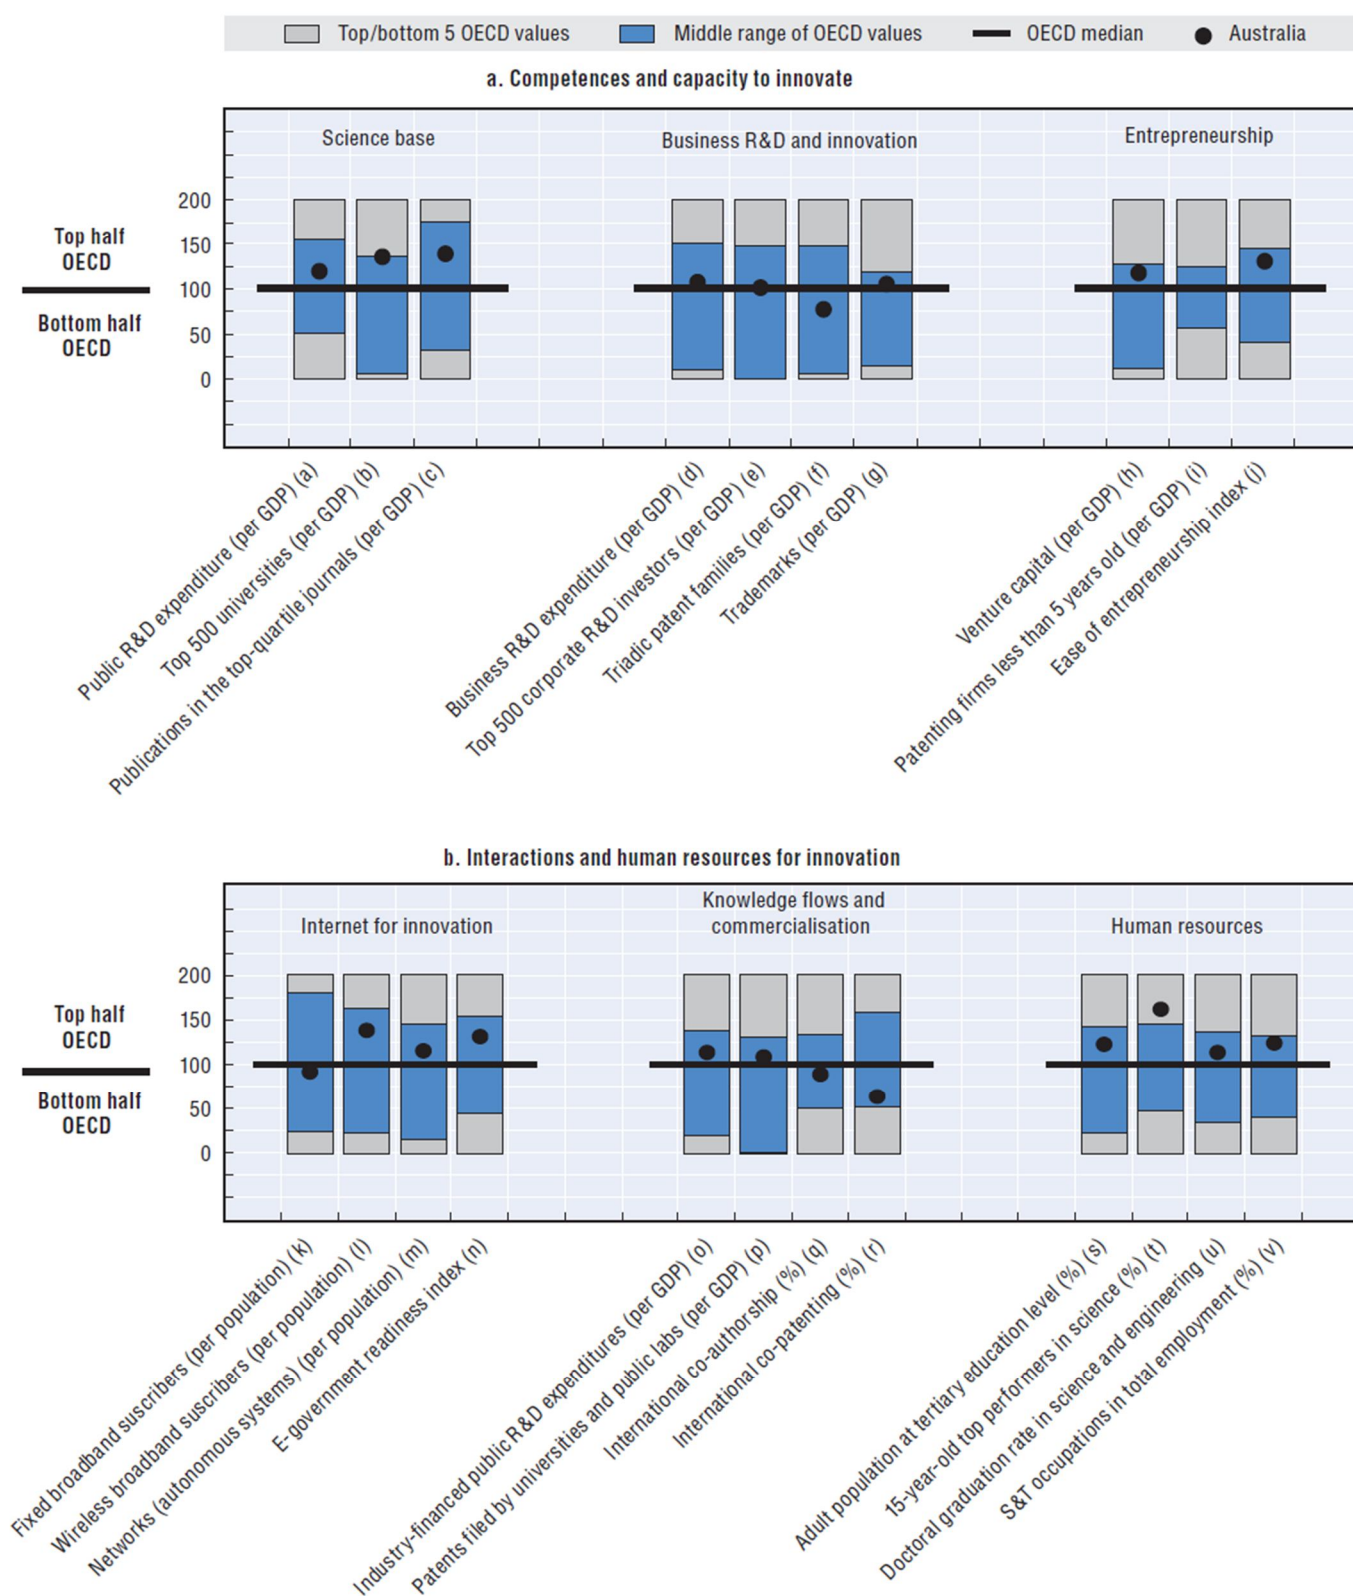 Top/bottom 5 OECD values Middle range of OECD values OECD median Australia
a. Competences and capacity to innovate
Science base Business R&D and innovation Entrepreneurship
200
150
100
50
0
Top half
OECD
Bottom half
OECD
Public R&D expenditure (per GDP) (a)
Top 500 universities (per GDP) (b)
Publications in the top-quartile journals (per GDP) (c)
Business R&D expenditure (per GDP) (d)
Top 500 corporate R&D investors (per GDP) (e)
Triadic patent families (per GDP) (f)
Trademarks (per GDP) (g)
Venture capital (per GDP) (h)
Patenting firms less than 5 years old (per GDP) (i)
Ease of entrepreneurship index (j)
b. Interactions and human resources for innovation
Internet for innovation
Knowledge flows and
commercialisation
Human resources
200
150
100
50
0
Top half
OECD
Bottom half
OECD
Fixed broadband suscribers (per population) (k)
Wireless broadband suscribers (per population) (l)
Networks (autonomous systems) (per population) (m)
E-government readiness index (n)
Industry-financed public R&D expenditures (per GDP) (o)
Patents filed by universities and public labs (per GDP) (p)
International co-authorship (%) (q)
International co-patenting (%) (r)
Adult population at tertiary education level (%) (s)
15-year-old top performers in science (%) (t)
Doctoral graduation rate in science and engineering (u)
S&T occupations in total employment (%) (v)